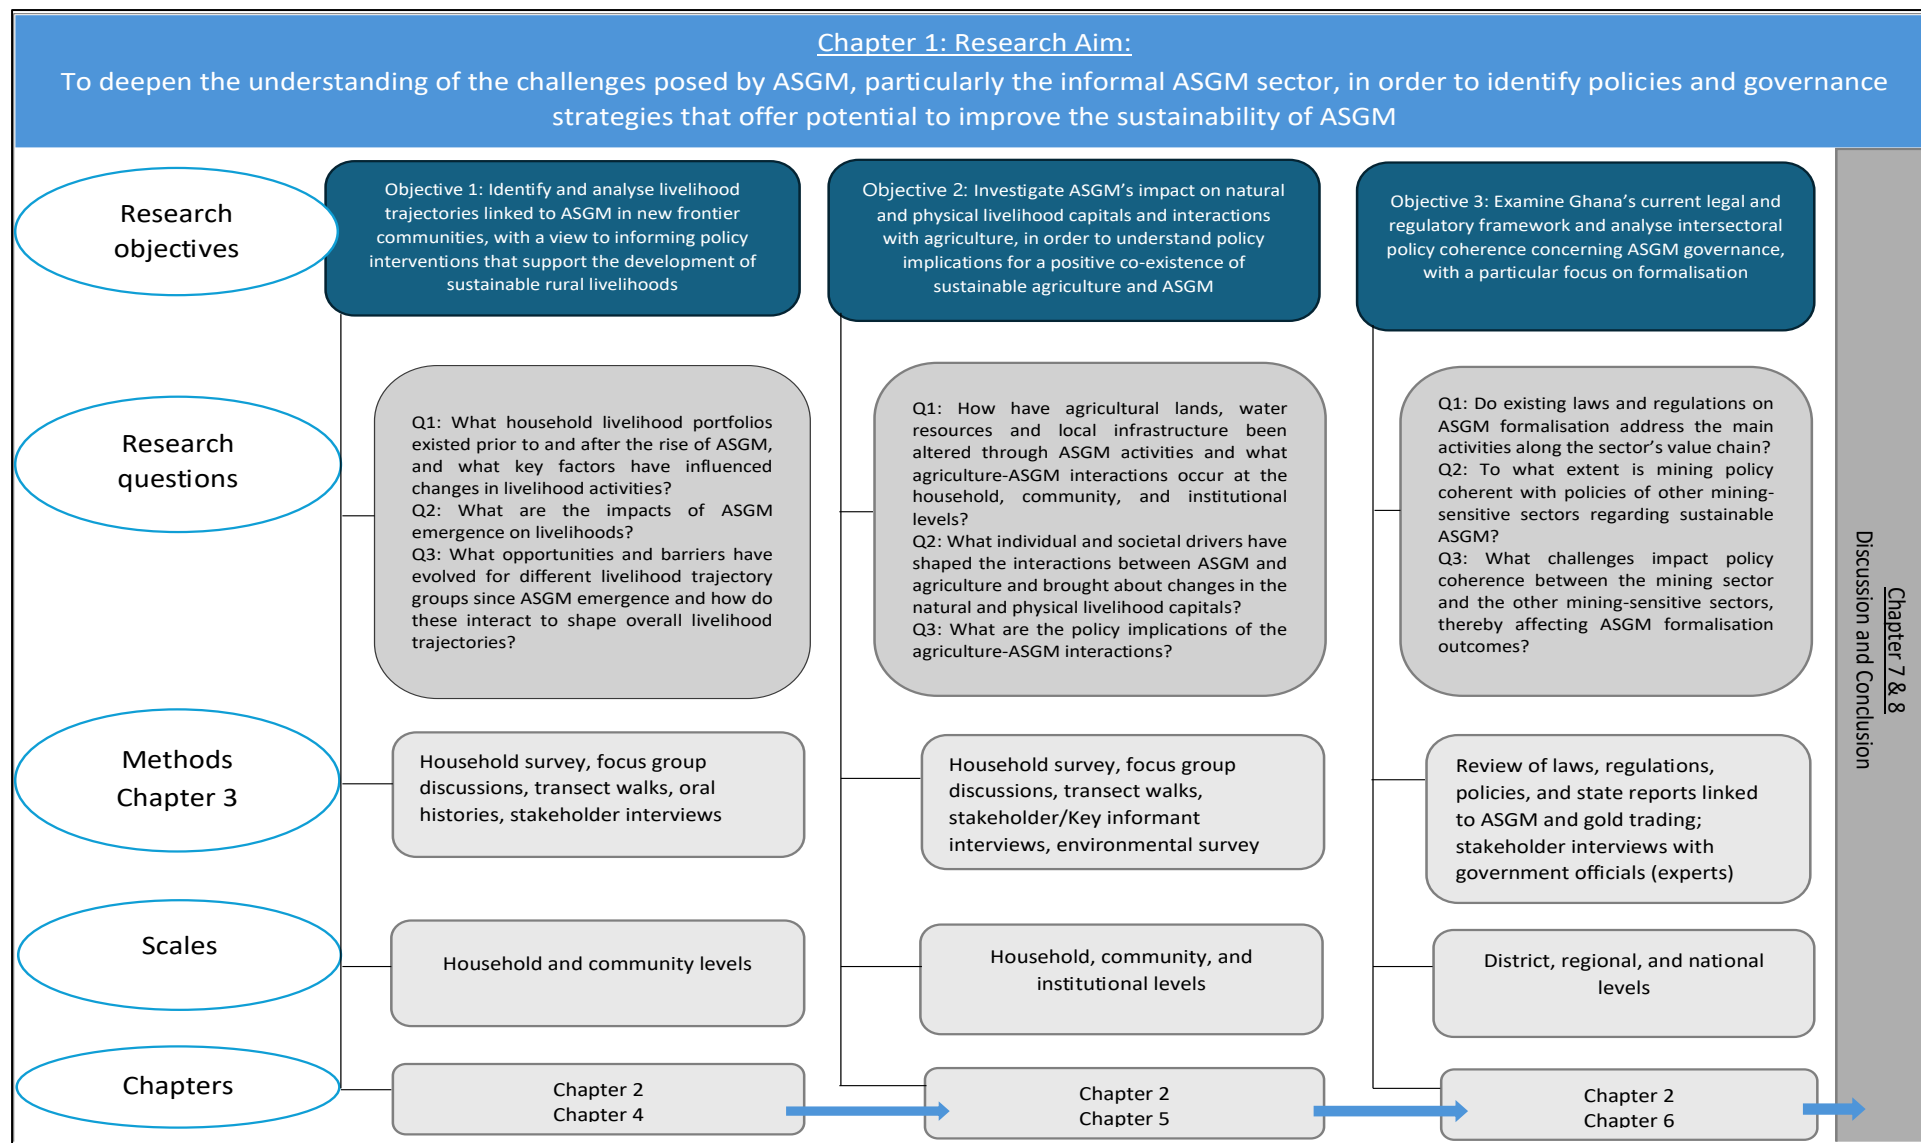 Chapter 1: Research Aim:
To deepen the understanding of the challenges posed by ASGM, particularly the informal ASGM sector, in order to identify policies and governance
strategies that offer potential to improve the sustainability of ASGM
Research
objectives
Objective 1: Identify and analyse livelihood
trajectories linked to ASGM in new frontier
communities, with a view to informing policy
interventions that support the development of
sustainable rural livelihoods
Objective 2: Investigate ASGM's impact on natural
and physical livelihood capitals and interactions
with agriculture, in order to understand policy
implications for a positive co-existence of
sustainable agriculture and ASGM
Objective 3: Examine Ghana's current legal and
regulatory framework and analyse intersectoral
policy coherence concerning ASGM governance,
with a particular focus on formalisation
Research
questions
Q1: What household livelihood portfolios
existed prior to and after the rise of ASGM,
and what key factors have influenced
changes in livelihood activities?
Q2: What are the impacts of ASGM
emergence on livelihoods?
Q3: What opportunities and barriers have
evolved for different livelihood trajectory
groups since ASGM emergence and how do
these interact to shape overall livelihood
trajectories?
Q1: How have agricultural lands, water
resources and local infrastructure been
altered through ASGM activities and what
agriculture-ASGM interactions occur at the
household, community, and institutional
levels?
Q2: What individual and societal drivers have
shaped the interactions between ASGM and
agriculture and brought about changes in the
natural and physical livelihood capitals?
Q3: What are the policy implications of the
agriculture-ASGM interactions?
Q1: Do existing laws and regulations on
ASGM formalisation address the main
activities along the sector's value chain?
Q2: To what extent is mining policy
coherent with policies of other mining-
sensitive sectors regarding sustainable
ASGM?
Q3: What challenges impact policy
coherence between the mining sector
and the other mining-sensitive sectors,
thereby affecting ASGM formalisation
outcomes?
Methods
Chapter 3
Household survey, focus group
discussions, transect walks, oral
histories, stakeholder interviews
Household survey, focus group
discussions, transect walks,
stakeholder/Key informant
interviews, environmental survey
Review of laws, regulations,
policies, and state reports linked
to ASGM and gold trading;
stakeholder interviews with
government officials (experts)
Scales
Household and community levels
Household, community, and
institutional levels
District, regional, and national
levels
Chapters
Chapter 2
Chapter 4
Chapter 2
Chapter 5
Chapter 2
Chapter 6
Chapter 7 & 8
Discussion and Conclusion